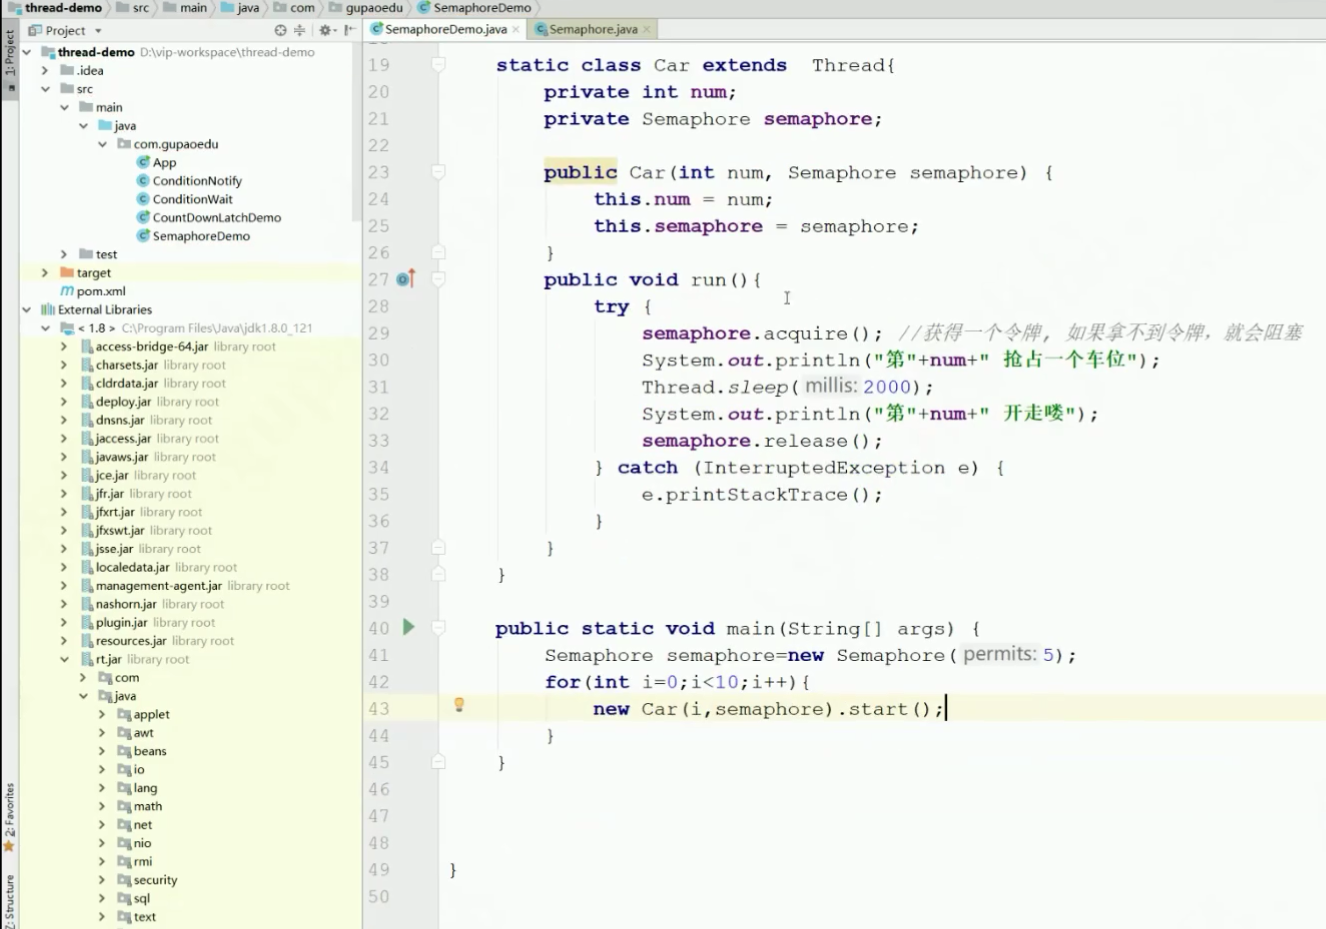 thread-demo src main java com gupaoedu SemaphoreDemo
Project
SemaphoreDemo.java
Semaphore.java
1: Project
thread-demo D:\vip-workspace\thread-demo
.idea
src
main
java
com.gupaoedu
App
ConditionNotify
ConditionWait
CountDownLatchDemo
SemaphoreDemo
test
target
pom.xml
External Libraries
< 1.8 > C:\Program Files\Java\jdk1.8.0_121
access-bridge-64.jar library root
charsets.jar library root
cldrdata.jar library root
deploy.jar library root
dnsns.jar library root
jaccess.jar library root
javaws.jar library root
jce.jar library root
jfr.jar library root
jfxrt.jar library root
jfxswt.jar library root
jsse.jar library root
localedata.jar library root
management-agent.jar library root
nashorn.jar library root
plugin.jar library root
resources.jar library root
rt.jar library root
com
java
applet
awt
beans
io
lang
math
net
nio
rmi
security
sql
text
2: Favorites
Z: Structure
19 static class Car extends  Thread{
20 private int num;
21 private Semaphore semaphore;
22
23 public Car(int num, Semaphore semaphore) {
24 this.num = num;
25 this.semaphore = semaphore;
26 }
27 public void run(){
28 try {
29 semaphore.acquire(); //获得一个令牌, 如果拿不到令牌，就会阻塞
30 System.out.println("第"+num+" 抢占一个车位");
31 Thread.sleep( millis: 2000);
32 System.out.println("第"+num+" 开走喽");
33 semaphore.release();
34 } catch (InterruptedException e) {
35 e.printStackTrace();
36 }
37 }
38 }
39
40 public static void main(String[] args) {
41 Semaphore semaphore=new Semaphore( permits: 5);
42 for(int i=0;i<10;i++){
43 new Car(i,semaphore).start();
44 }
45 }
46
47
48
49 }
50